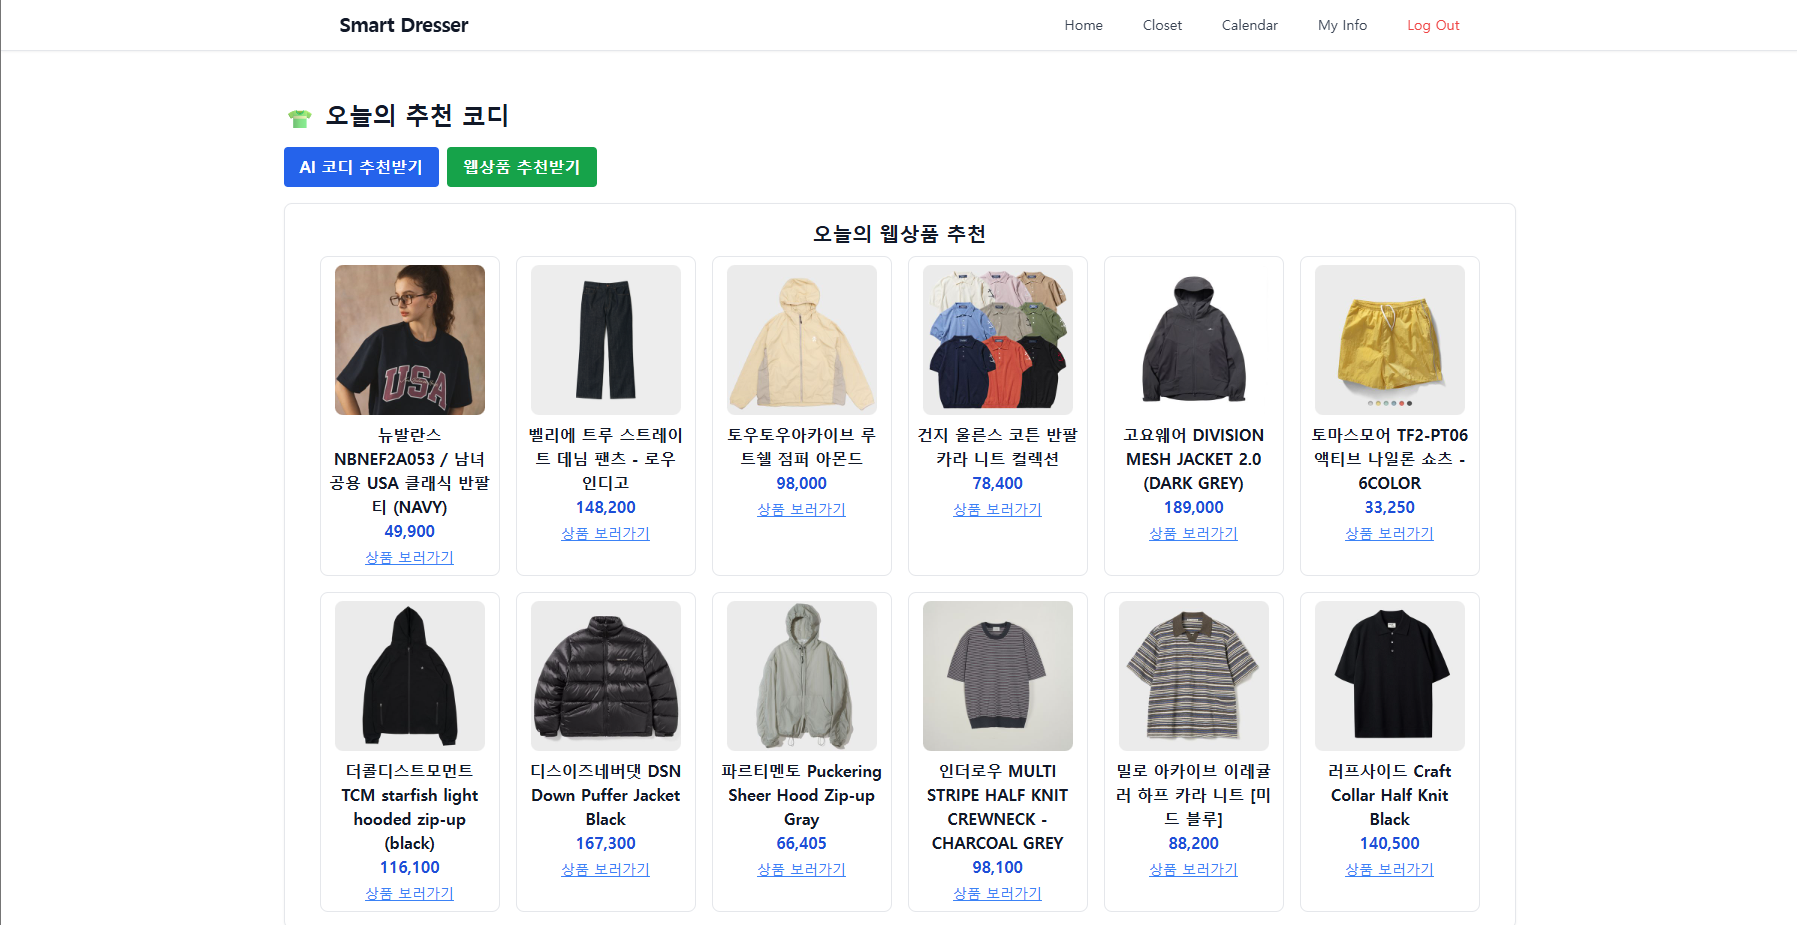 Smart Dresser
Home
Closet
Calendar
My Info
Log Out
오늘의 추천 코디
AI 코디 추천받기
웹상품 추천받기
오늘의 웹상품 추천
USA
뉴발란스
NBNEF2A053 / 남녀
공용 USA 클래식 반팔
티 (NAVY)
49,900
상품 보러가기
벨리에 트루 스트레이
트 데님 팬츠 - 로우
인디고
148,200
상품 보러가기
토우토우아카이브 루
트쉘 점퍼 아몬드
98,000
상품 보러가기
건지 울른스 코튼 반팔
카라 니트 컬렉션
78,400
상품 보러가기
고요웨어 DIVISION
MESH JACKET 2.0
(DARK GREY)
189,000
상품 보러가기
토마스모어 TF2-PT06
액티브 나일론 쇼츠 -
6COLOR
33,250
상품 보러가기
더콜디스트모먼트
TCM starfish light
hooded zip-up
(black)
116,100
상품 보러가기
디스이즈네버댓 DSN
Down Puffer Jacket
Black
167,300
상품 보러가기
파르티멘토 Puckering
Sheer Hood Zip-up
Gray
66,405
상품 보러가기
인더로우 MULTI
STRIPE HALF KNIT
CREWNECK -
CHARCOAL GREY
98,100
상품 보러가기
밀로 아카이브 이레귤
러 하프 카라 니트 [미
드 블루]
88,200
상품 보러가기
러프사이드 Craft
Collar Half Knit
Black
140,500
상품 보러가기